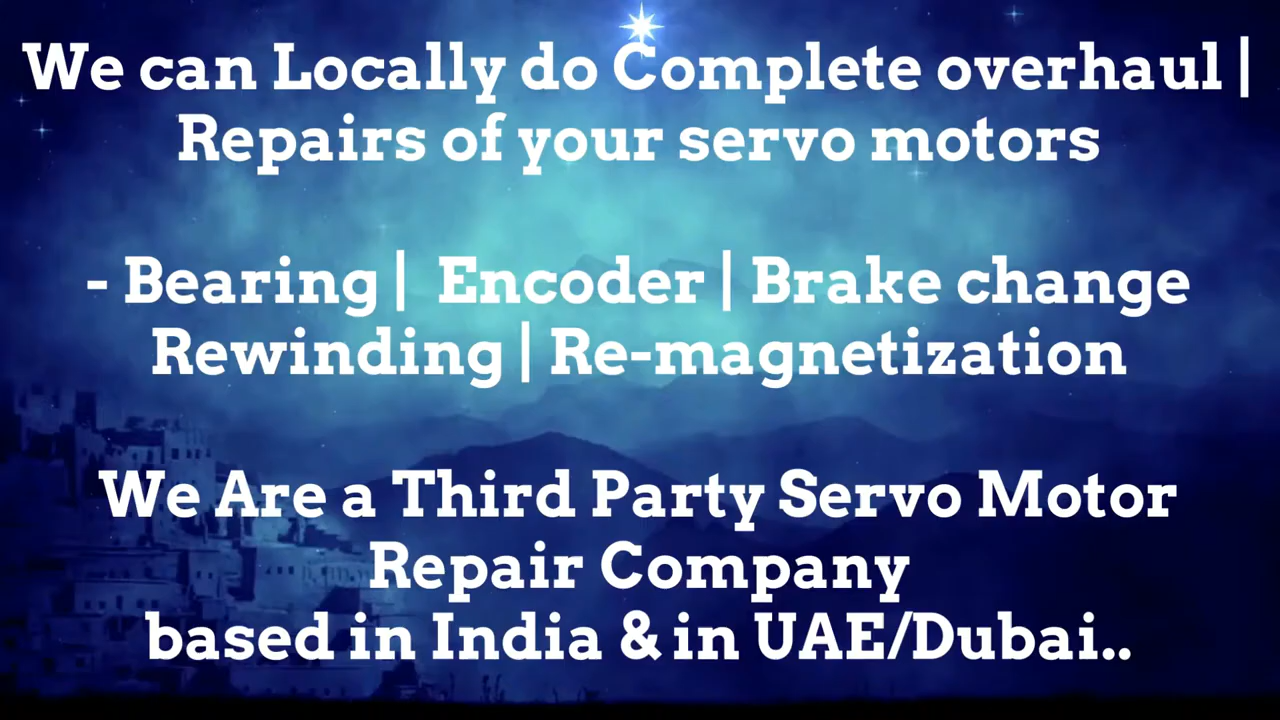 We can Locally do Complete overhaul |
Repairs of your servo motors
- Bearing |  Encoder | Brake change
Rewinding | Re-magnetization
We Are a Third Party Servo Motor
Repair Company
based in India & in UAE/Dubai..